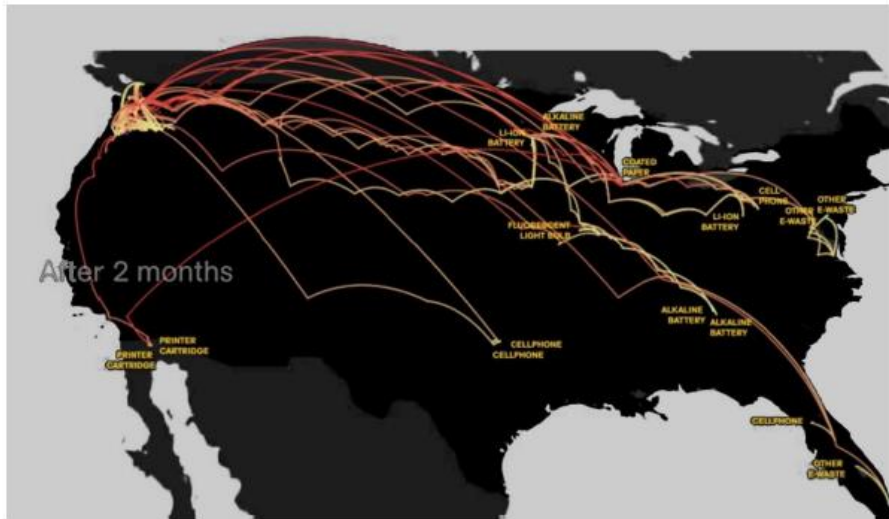 ALKALINE
BATTERY
LI-ION
BATTERY
COATED
PAPER
CELL-
PHONE
OTHER
E-WASTE
OTHER
E-WASTE
LI-ION
BATTERY
FLUORESCENT
LIGHT BULB
After 2 months
ALKALINE
BATTERY
ALKALINE
BATTERY
PRINTER
CARTRIDGE
PRINTER
CARTRIDGE
CELLPHONE
CELLPHONE
CELLPHONE
OTHER
E-WASTE